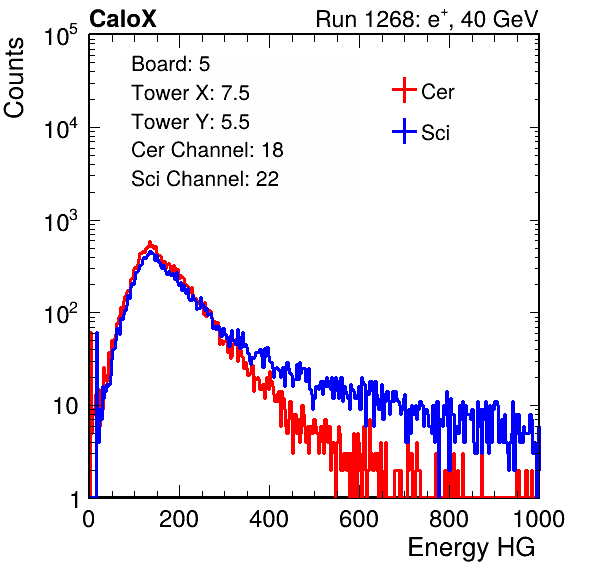 CaloX Run 1268: e⁺, 40 GeV
Counts
Board: 5
Tower X: 7.5
Tower Y: 5.5
Cer Channel: 18
Sci Channel: 22
Cer
Sci
10⁵
10⁴
10³
10²
10
1
0 200 400 600 800 1000
Energy HG